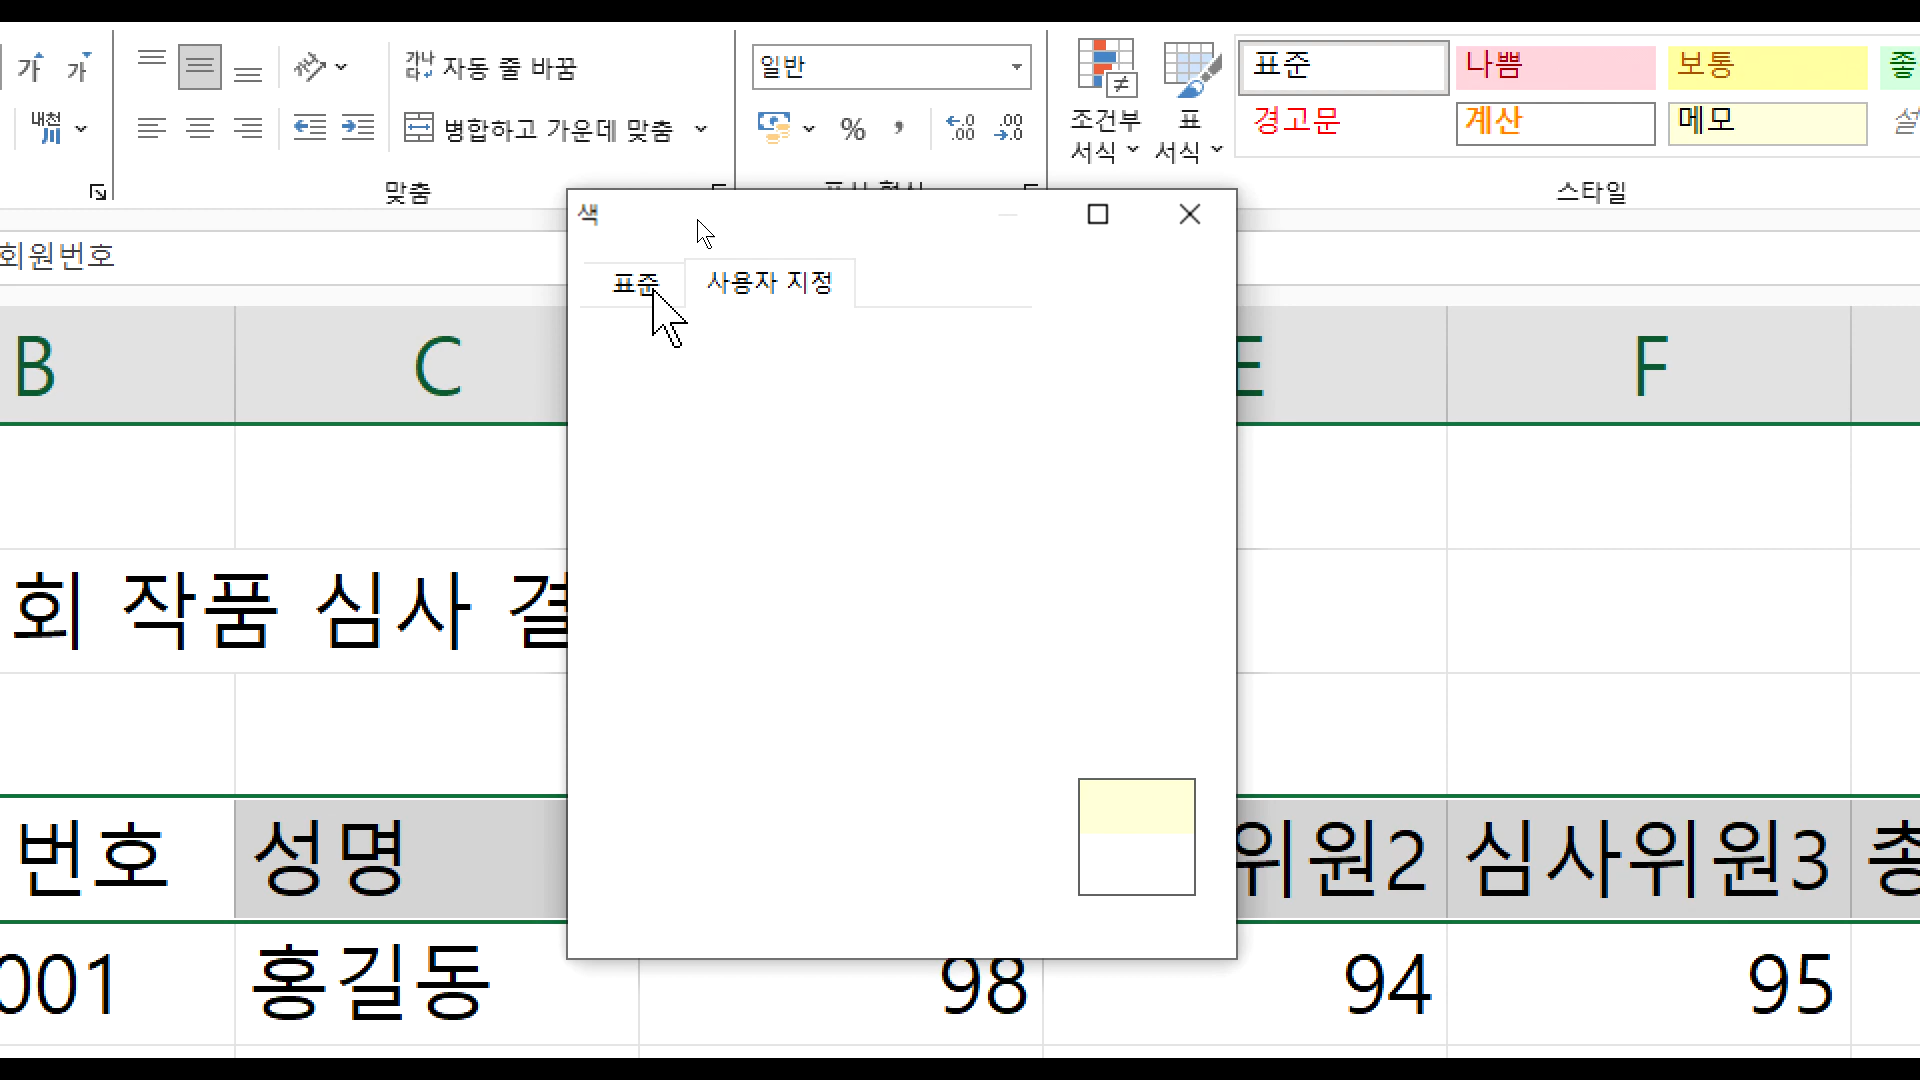 가 가 자동 줄 바꿈 일반 표준 나쁨 보통 좋
내천 병합하고 가운데 맞춤 % , 조건부 서식 표 서식 경고문 계산 메모 설
맞춤 스타일
회원번호
색
표준 사용자 지정
B C E F
회 작품 심사 결
번호 성명 위원2 심사위원3 총
001 홍길동 98 94 95